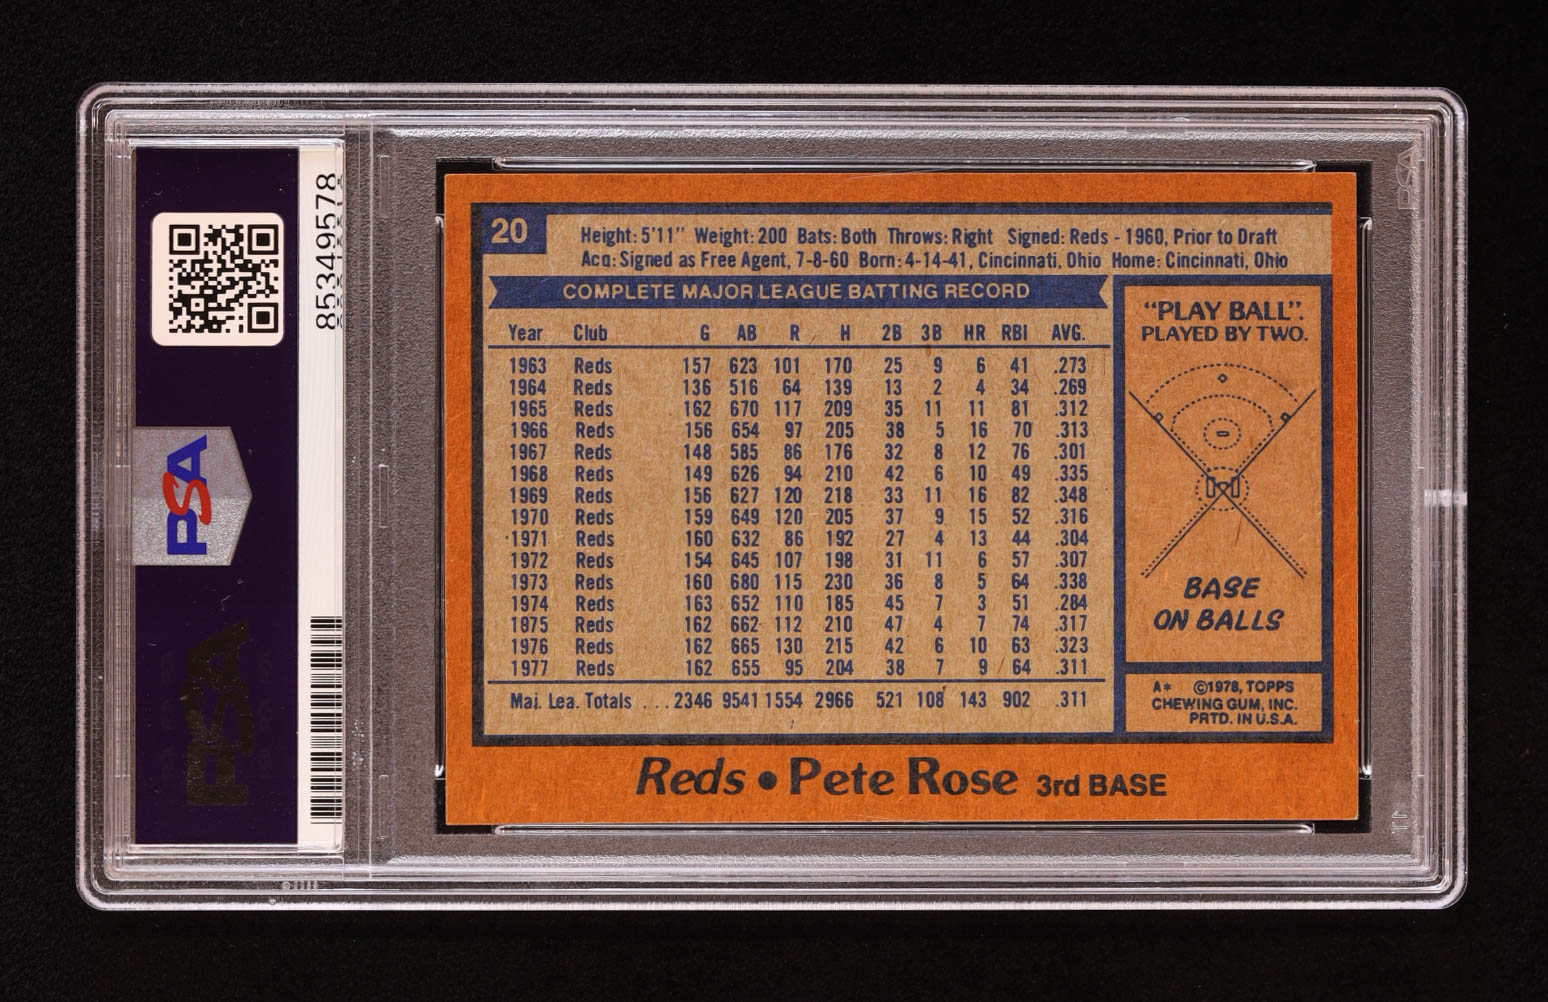 85349578
PSA
PSA
20
Height: 5'11" Weight: 200 Bats: Both Throws: Right Signed: Reds - 1960, Prior to Draft
Acq: Signed as Free Agent, 7-8-60 Born: 4-14-41, Cincinnati, Ohio Home: Cincinnati, Ohio
COMPLETE MAJOR LEAGUE BATTING RECORD
Year Club G AB R H 2B 3B HR RBI AVG.
1963 Reds 157 623 101 170 25 9 6 41 .273
1964 Reds 136 516 64 139 13 2 4 34 .269
1965 Reds 162 670 117 209 35 11 11 81 .312
1966 Reds 156 654 97 205 38 5 16 70 .313
1967 Reds 148 585 86 176 32 8 12 76 .301
1968 Reds 149 626 94 210 42 6 10 49 .335
1969 Reds 156 627 120 218 33 11 16 82 .348
1970 Reds 159 649 120 205 37 9 15 52 .316
1971 Reds 160 632 86 192 27 4 13 44 .304
1972 Reds 154 645 107 198 31 11 6 57 .307
1973 Reds 160 680 115 230 36 8 5 64 .338
1974 Reds 163 652 110 185 45 7 3 51 .284
1875 Reds 162 662 112 210 47 4 7 74 .317
1976 Reds 162 665 130 215 42 6 10 63 .323
1977 Reds 162 655 95 204 38 7 9 64 .311
Maj. Lea. Totals ... 2346 9541 1554 2966 521 108 143 902 .311
"PLAY BALL".
PLAYED BY TWO.
BASE
ON BALLS
A* ©1978, TOPPS
CHEWING GUM, INC.
PRTD. IN U.S.A.
Reds • Pete Rose 3rd BASE
PSA